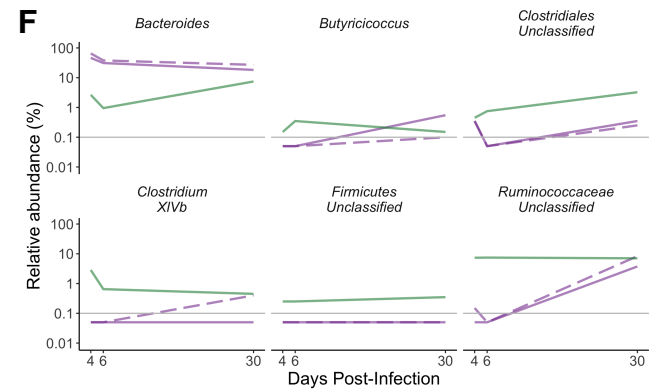 F
Bacteroides
Butyricicoccus
Clostridiales
Unclassified
100
10
1
0.1
0.01
Relative abundance (%)
Clostridium
XIVb
Firmicutes
Unclassified
Ruminococcaceae
Unclassified
100
10
1
0.1
0.01
4 6 30
4 6 30
4 6 30
Days Post-Infection